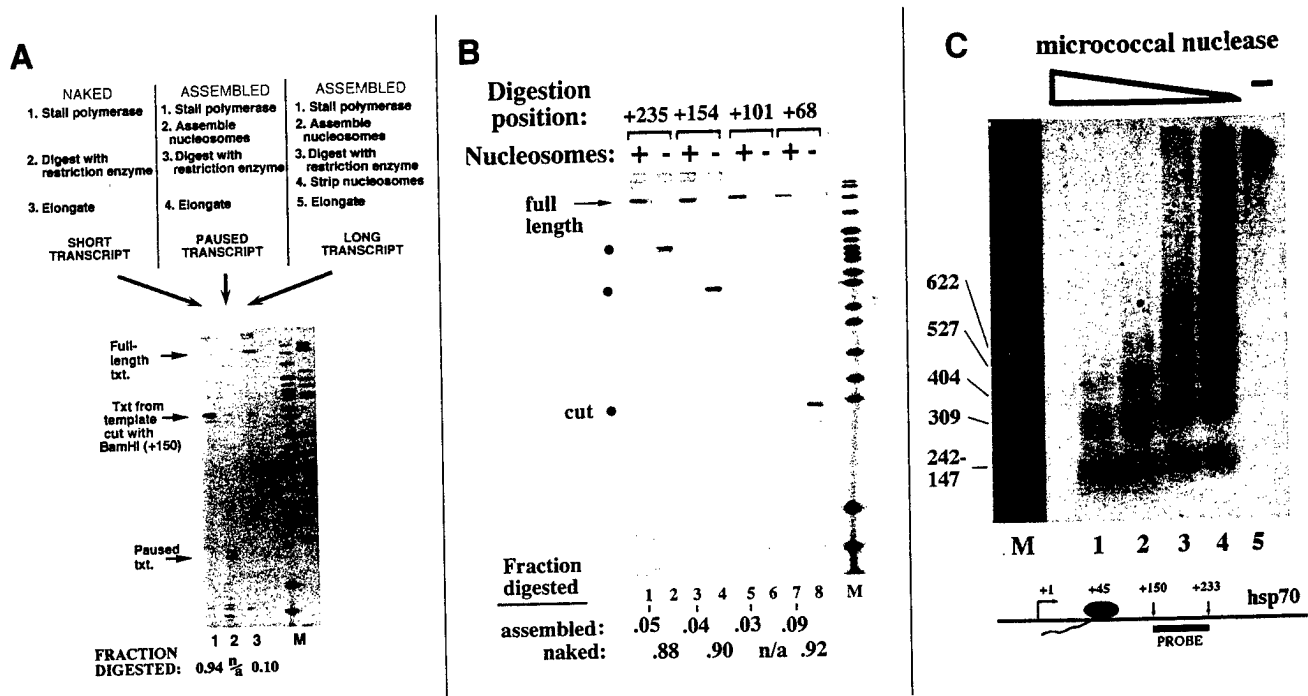 A
NAKED
1. Stall polymerase
2. Digest with
restriction enzyme
3. Elongate
SHORT
TRANSCRIPT
ASSEMBLED
1. Stall polymerase
2. Assemble
nucleosomes
3. Digest with
restriction enzyme
4. Elongate
PAUSED
TRANSCRIPT
ASSEMBLED
1. Stall polymerase
2. Assemble
nucleosomes
3. Digest with
restriction enzyme
4. Strip nucleosomes
5. Elongate
LONG
TRANSCRIPT
Full-
length
txt.
Txt from
template
cut with
BamHI (+150)
Paused
txt.
1 2 3 M
FRACTION
DIGESTED: 0.94 n/a 0.10
B
Digestion
position: +235 +154 +101 +68
Nucleosomes: + - + - + - + -
full
length
cut
Fraction
digested
1 2 3 4 5 6 7 8 M
assembled: .05 .04 .03 .09
naked: .88 .90 n/a .92
C
micrococcal nuclease
-
622
527
404
309
242-
147
M 1 2 3 4 5
+1 +45 +150 +233 hsp70
PROBE